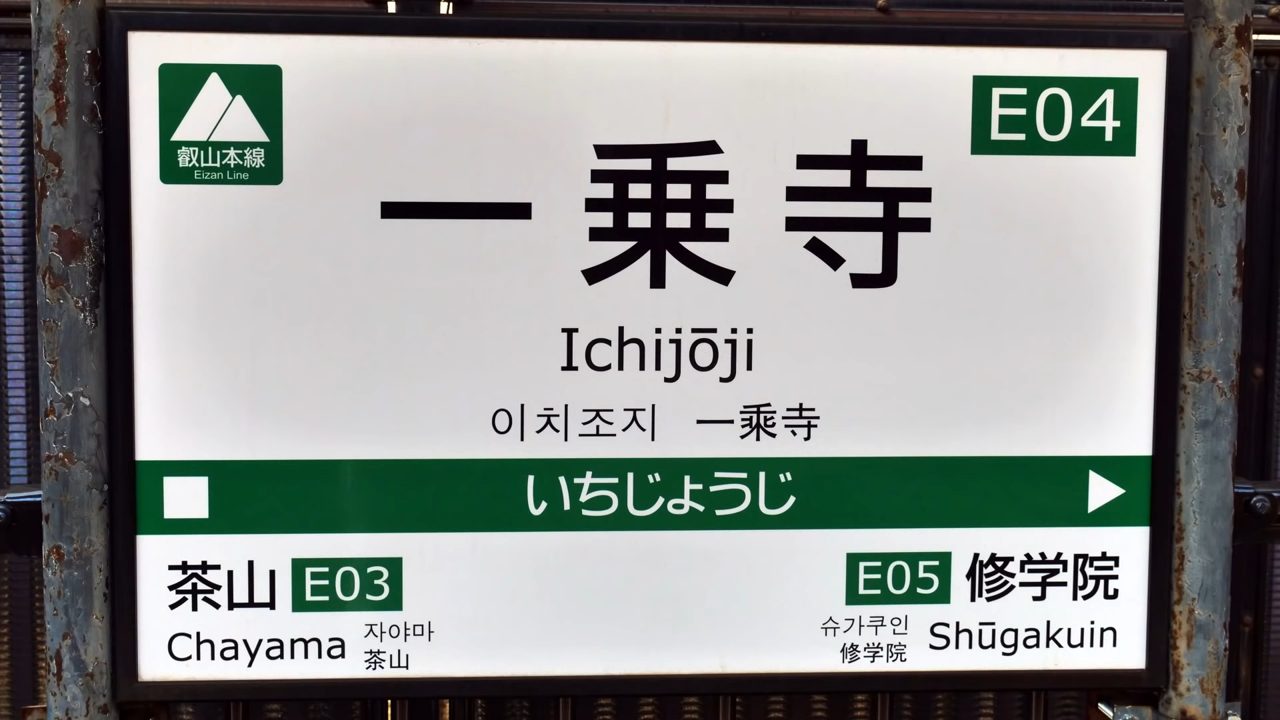 叡山本線
Eizan Line
E04
一乗寺
Ichijōji
이치조지 一乘寺
いちじょうじ
茶山 E03
Chayama 자야마
茶山
E05 修学院
슈가쿠인 Shūgakuin
修学院